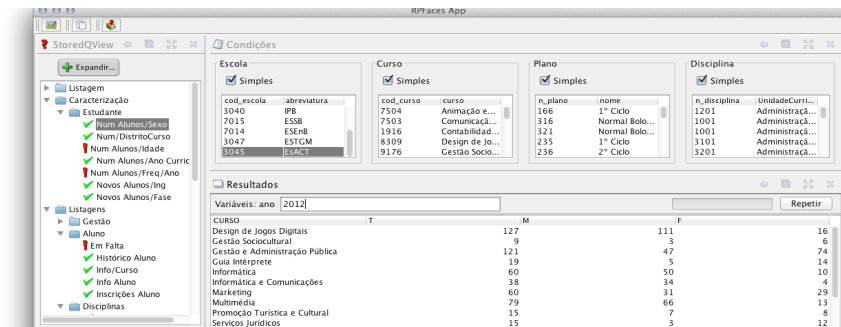 RPFaces App
StoredQView
Expandir...
Listagem
Caracterização
Estudante
Num Alunos/Sexo
Num/DistritoCurso
Num Alunos/Idade
Num Alunos/Ano Curric
Num Alunos/Freq/Ano
Novos Alunos/Ing
Novos Alunos/Fase
Listagens
Gestão
Aluno
Em Falta
Histórico Aluno
Info/Curso
Info Aluno
Inscrições Aluno
Disciplinas
Condições
Escola
Simples
cod_escola abreviatura
3040 IPB
7015 ESSB
7014 ESEnB
3047 ESTGM
3045 EsACT
Curso
Simples
cod_curso curso
7504 Animação e...
7503 Comunicaçã...
1916 Contabilidad...
8309 Design de Jo...
9176 Gestão Socio...
Plano
Simples
n_plano nome
166 1º Ciclo
316 Normal Bolo...
321 Normal Bolo...
235 1º Ciclo
236 2º Ciclo
Disciplina
Simples
n_disciplina UnidadeCurri...
1201 Administraçã...
1001 Administraçã...
1001 Administraçã...
3101 Administraçã...
3201 Administraçã...
Resultados
Variáveis: ano 2012
Repetir
CURSO T M F
Design de Jogos Digitais 127 111 16
Gestão Sociocultural 9 3 6
Gestão e Administração Pública 121 47 74
Guia Intérprete 19 5 14
Informática 60 50 10
Informática e Comunicações 38 34 4
Marketing 60 31 29
Multimédia 79 66 13
Promoção Turística e Cultural 15 7 8
Serviços Jurídicos 15 3 12